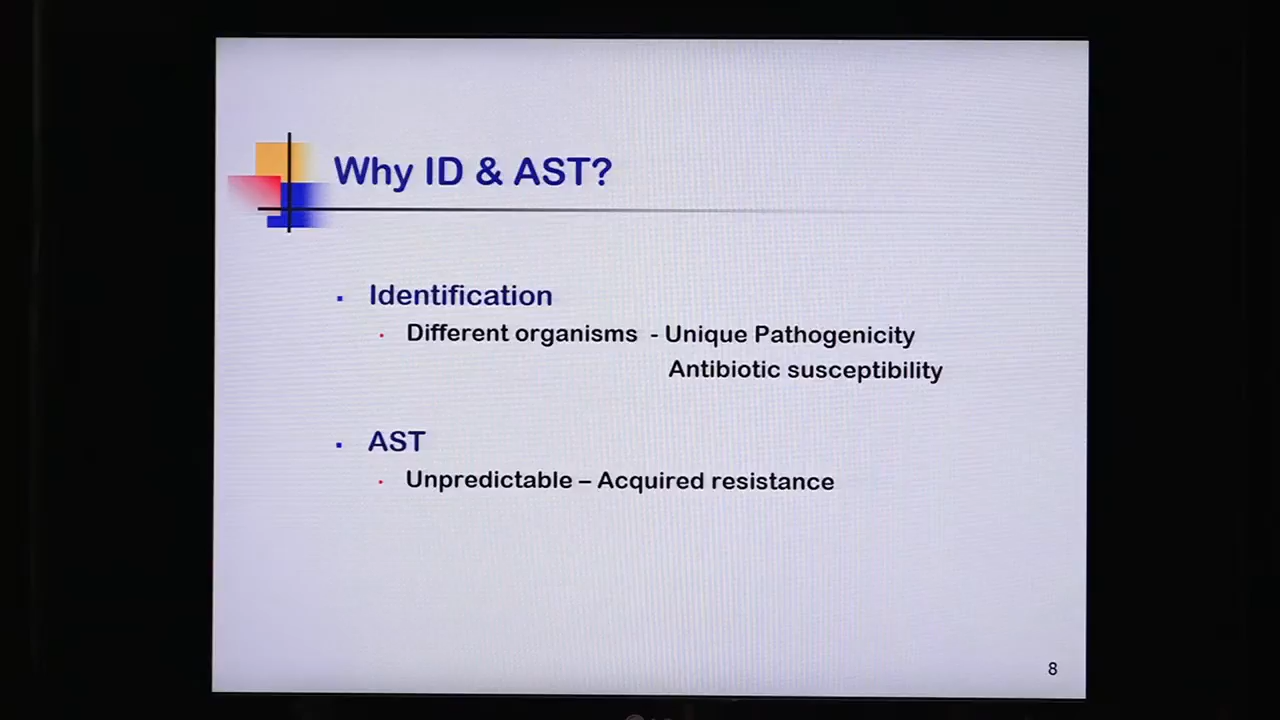 Why ID & AST?
▪ Identification
• Different organisms - Unique Pathogenicity
Antibiotic susceptibility
▪ AST
• Unpredictable – Acquired resistance
8